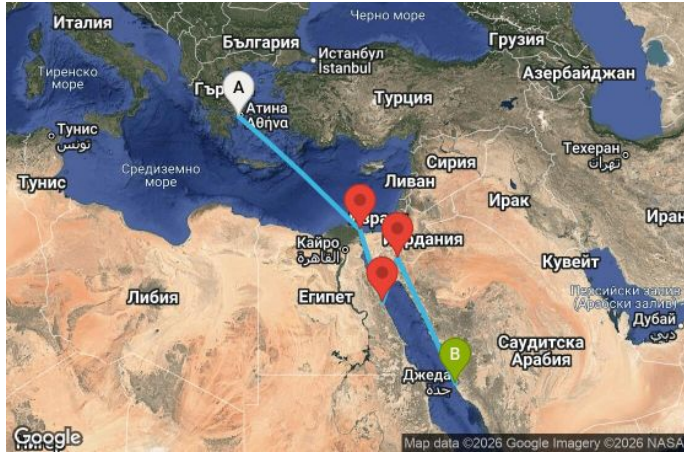 Италия
Черно море
България
Грузия
Истанбул
İstanbul
Азербайджан
Тиренско
море
A
Атина
Αθήνα
Турция
Тунис
تونس
Техеран
تهران
Средиземно
море
Сирия
Ливан
Тунис
Ирак
Кайро
القاهرة
Йордания
Кувейт
Персийски залив
(Арабски залив)
Либия
Египет
Дубай
دبي
Саудитска
Арабия
B
Джеда
جدة
Google
Map data ©2026 Google Imagery ©2026 NASA